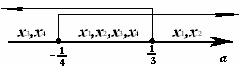 x₃,x₄ x₁,x₂,x₃,x₄ x₁,x₂
-1/4 1/3 a